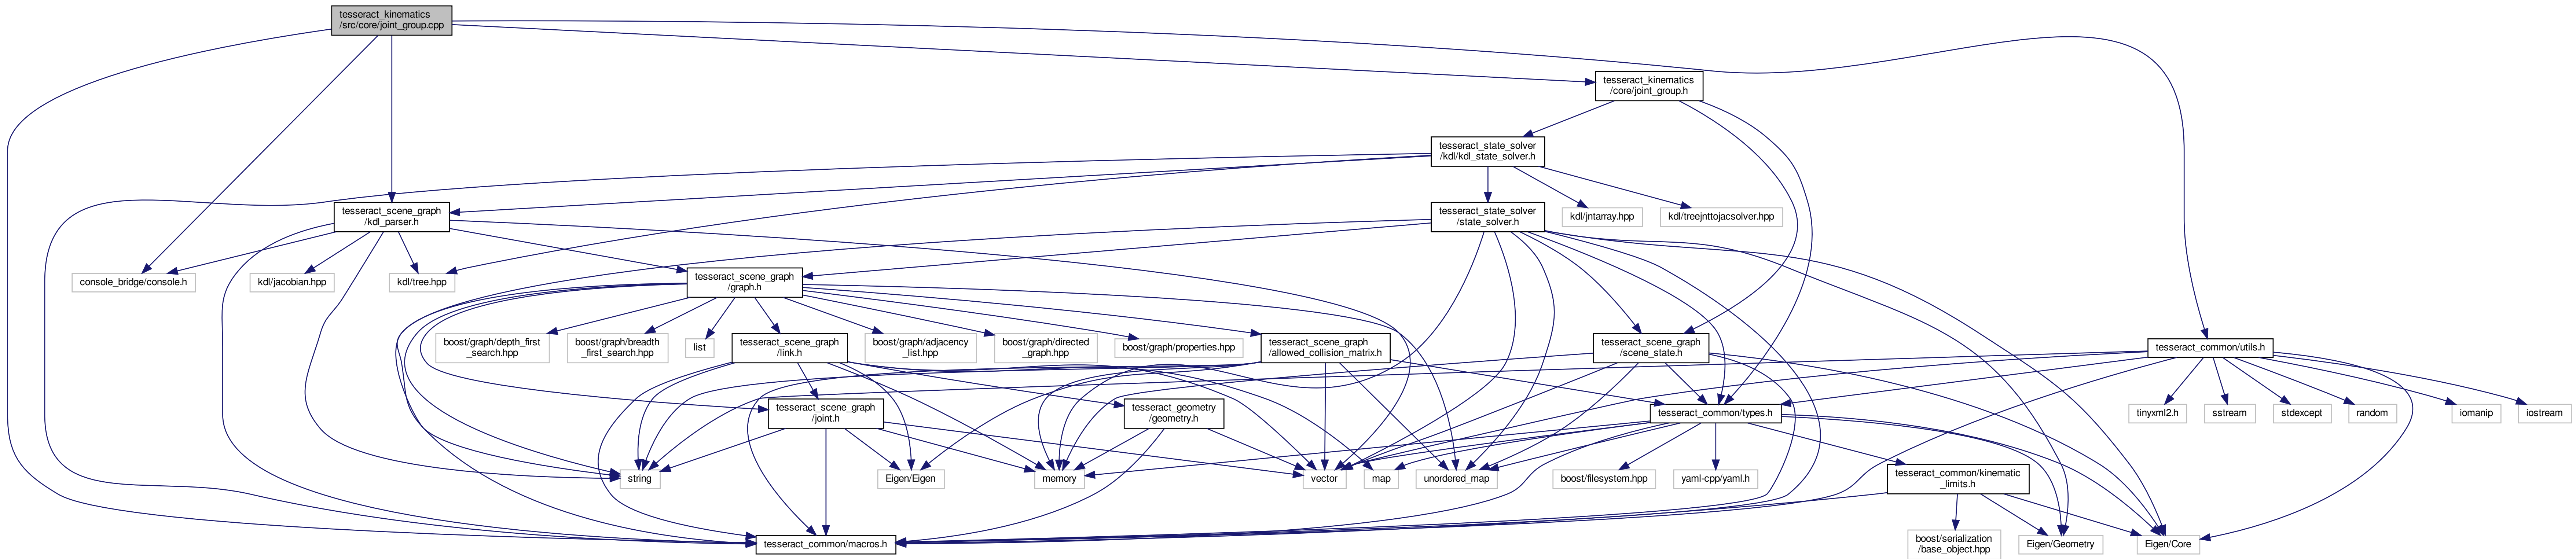 tesseract_kinematics
/src/core/joint_group.cpp
tesseract_kinematics
/core/joint_group.h
tesseract_state_solver
/kdl/kdl_state_solver.h
tesseract_scene_graph
/kdl_parser.h
tesseract_state_solver
/state_solver.h
kdl/jntarray.hpp
kdl/treejnttojacsolver.hpp
console_bridge/console.h
kdl/jacobian.hpp
kdl/tree.hpp
tesseract_scene_graph
/graph.h
boost/graph/depth_first
_search.hpp
boost/graph/breadth
_first_search.hpp
list
tesseract_scene_graph
/link.h
boost/graph/adjacency
_list.hpp
boost/graph/directed
_graph.hpp
boost/graph/properties.hpp
tesseract_scene_graph
/allowed_collision_matrix.h
tesseract_scene_graph
/scene_state.h
tesseract_common/utils.h
tesseract_scene_graph
/joint.h
tesseract_geometry
/geometry.h
tesseract_common/types.h
tinyxml2.h
sstream
stdexcept
random
iomanip
iostream
string
Eigen/Eigen
memory
vector
map
unordered_map
boost/filesystem.hpp
yaml-cpp/yaml.h
tesseract_common/kinematic
_limits.h
tesseract_common/macros.h
boost/serialization
/base_object.hpp
Eigen/Geometry
Eigen/Core